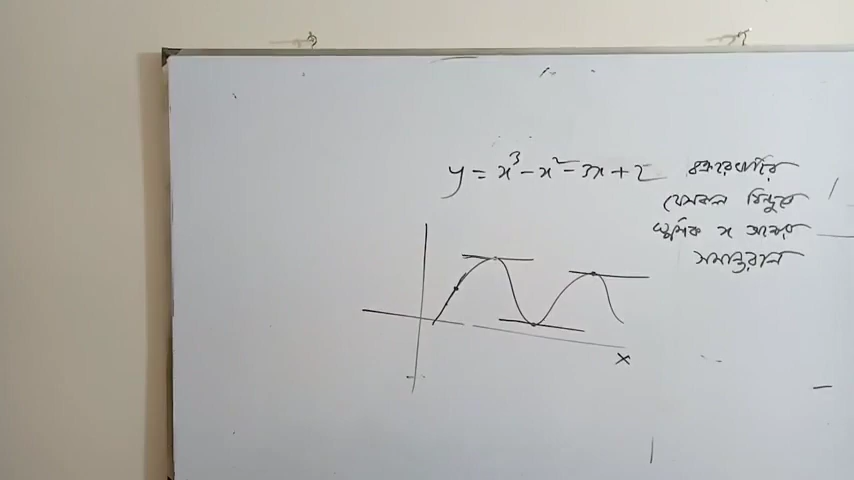 y = x³ - x² - 3x + 2 বক্ররেখাটির
যেসকল বিন্দুতে
স্পর্শক x অক্ষের
সমান্তরাল
x